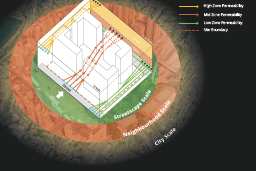 High Zone Permeability
Mid Zone Permeability
Low Zone Permeability
Site Boundary
Streetscape Scale
Neighbourhood Scale
City Scale